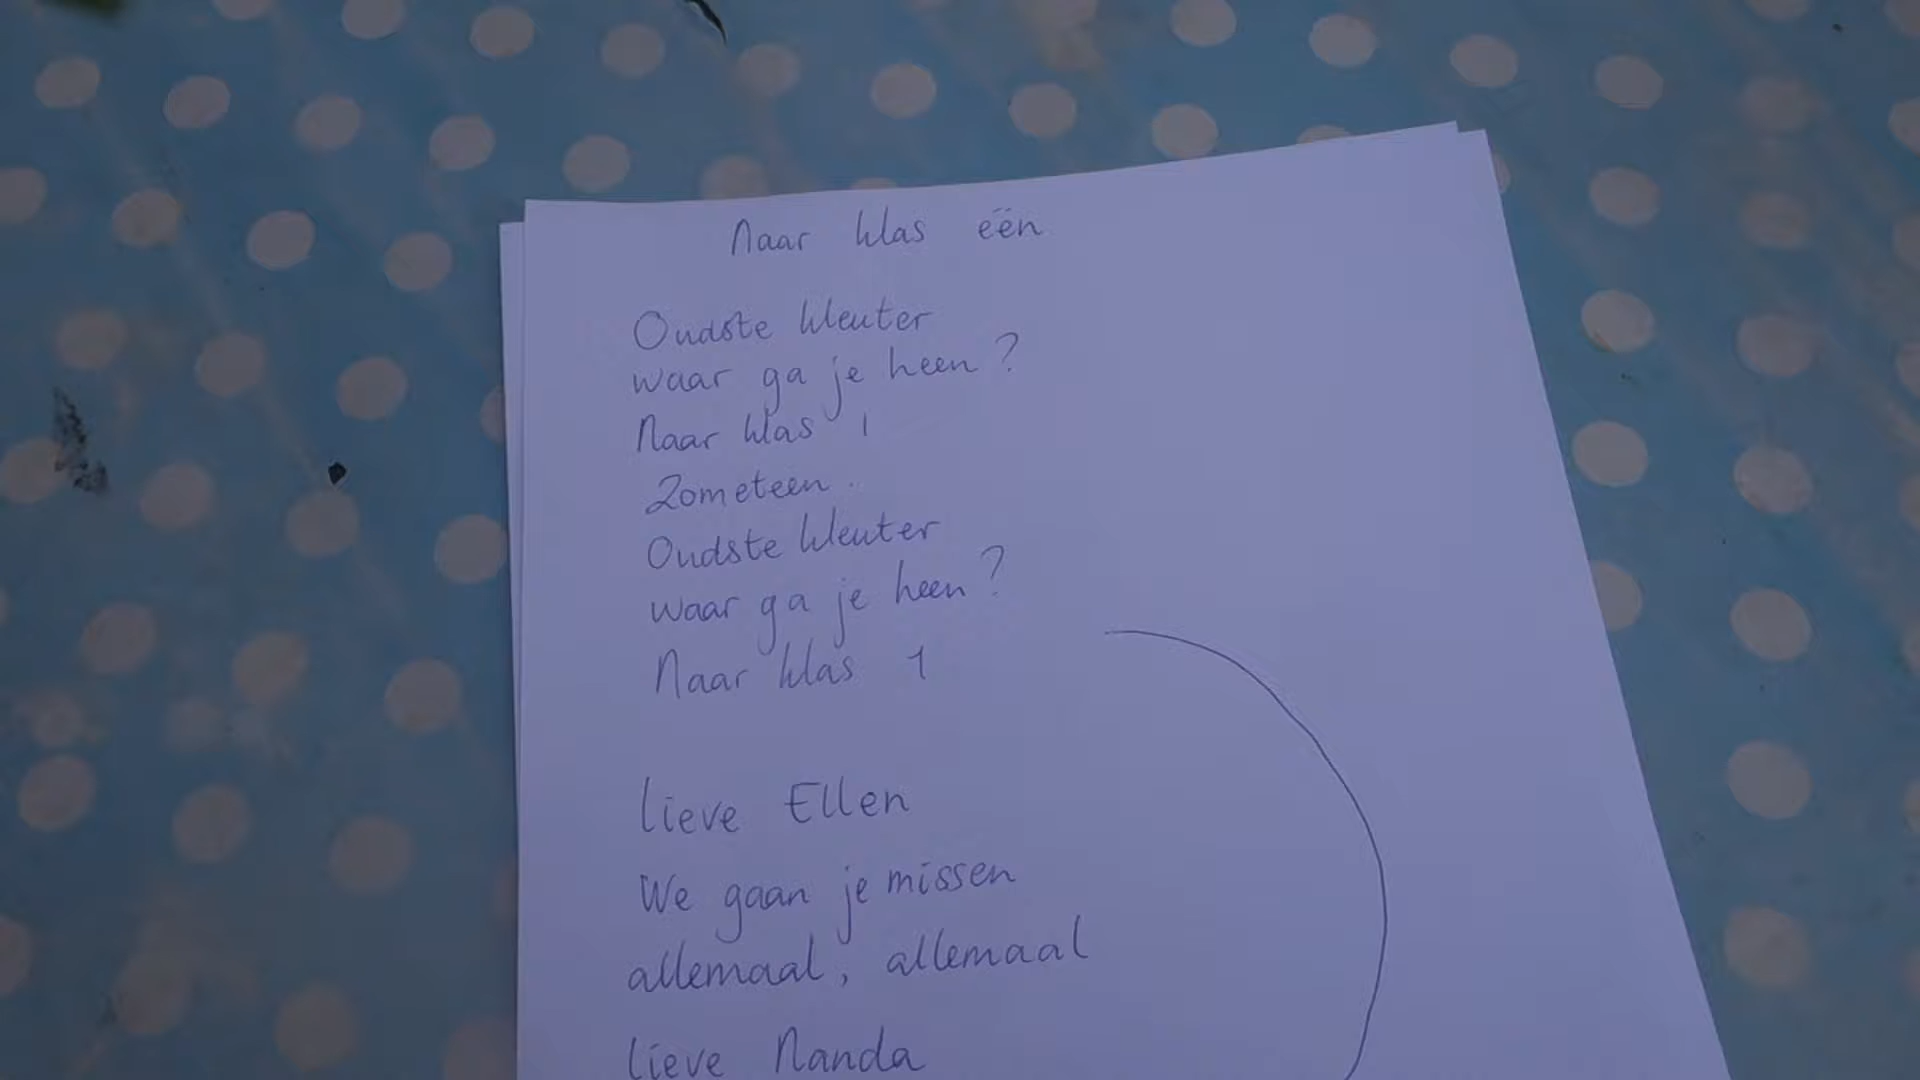 Naar klas eën
Oudste kleuter
waar ga je heen?
Naar klas 1
Zometeen.
Oudste kleuter
waar ga je heen?
Naar klas 1
lieve Ellen
We gaan je missen
allemaal, allemaal
lieve Nanda